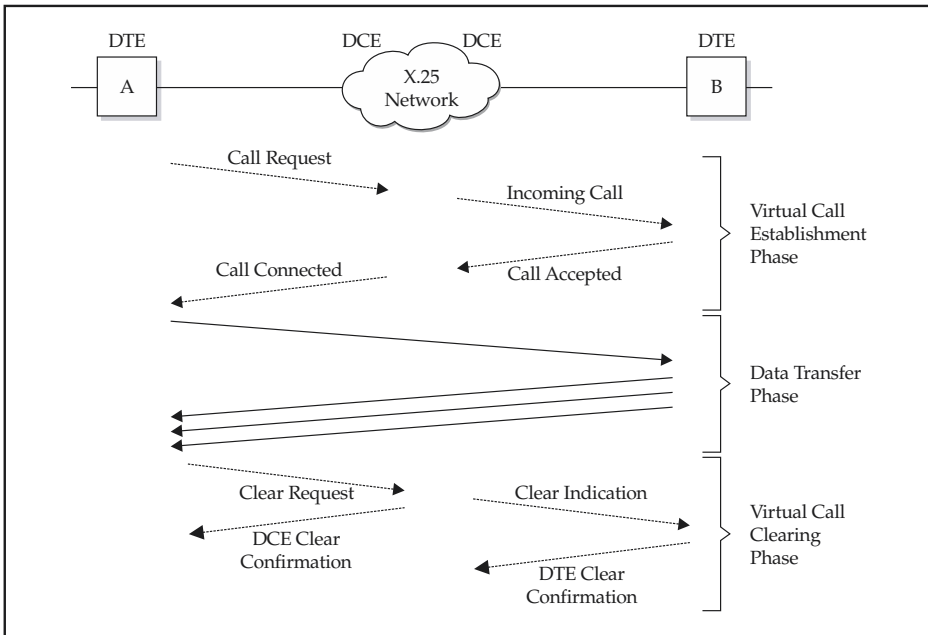 DTE
DCE
DCE
DTE
A
X.25
Network
B
Call Request
Incoming Call
Virtual Call
Establishment
Phase
Call Connected
Call Accepted
Data Transfer
Phase
Clear Request
Clear Indication
Virtual Call
Clearing
Phase
DCE Clear
Confirmation
DTE Clear
Confirmation